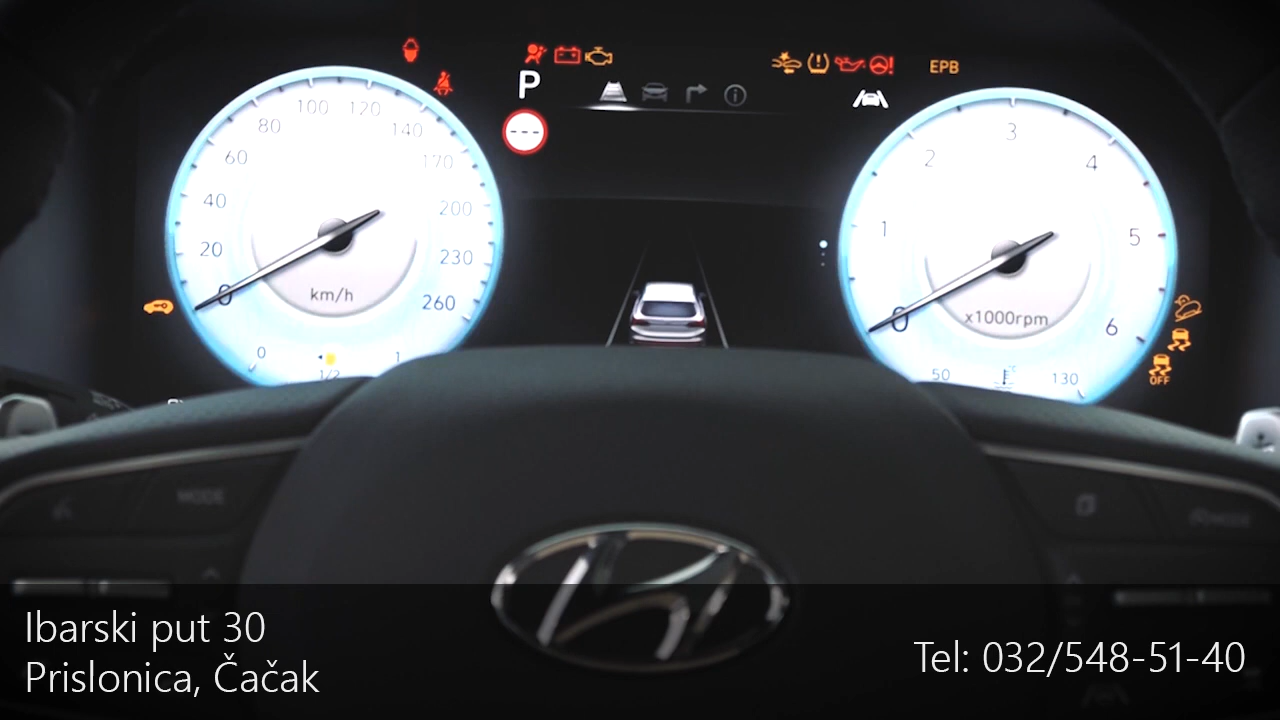 EPB
P
100 120
80
140
60
170
40
200
20
230
0
260
km/h
0
1/2
1
3
2
4
1
5
0
6
x1000rpm
50
130
OFF
MODE
MODE
Ibarski put 30
Prislonica, Čačak
Tel: 032/548-51-40